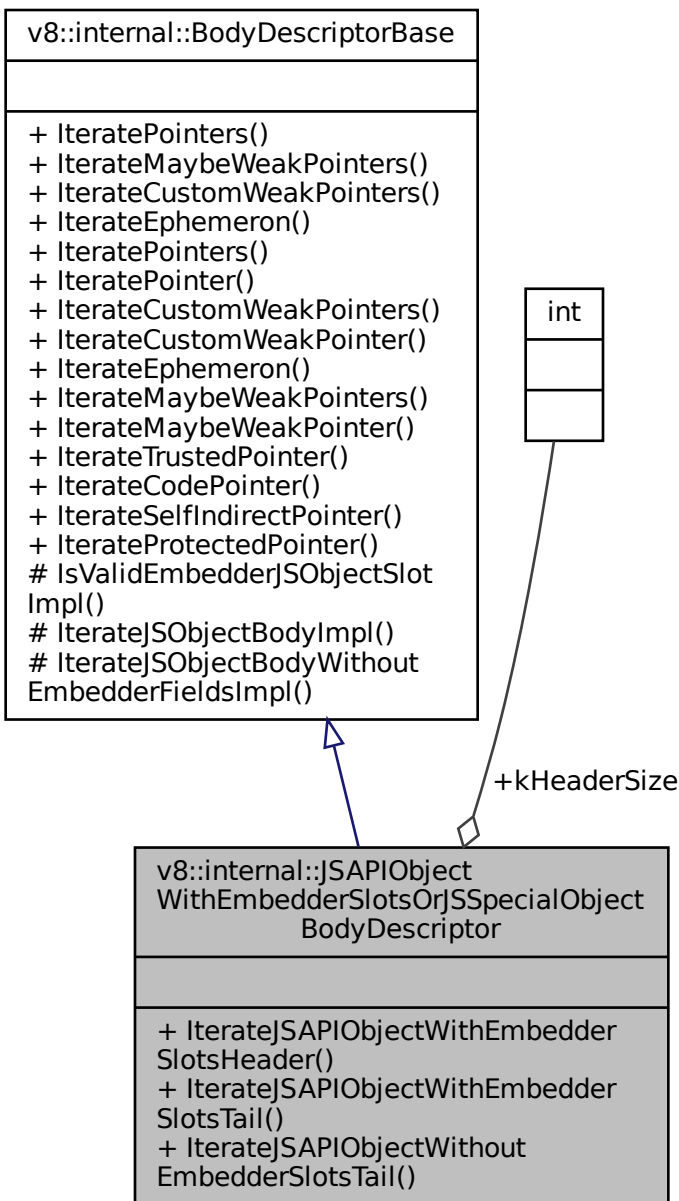 v8::internal::BodyDescriptorBase
+ IteratePointers()
+ IterateMaybeWeakPointers()
+ IterateCustomWeakPointers()
+ IterateEphemeron()
+ IteratePointers()
+ IteratePointer()
+ IterateCustomWeakPointers()
+ IterateCustomWeakPointer()
+ IterateEphemeron()
+ IterateMaybeWeakPointers()
+ IterateMaybeWeakPointer()
+ IterateTrustedPointer()
+ IterateCodePointer()
+ IterateSelfIndirectPointer()
+ IterateProtectedPointer()
# IsValidEmbedderJSObjectSlot
Impl()
# IterateJSObjectBodyImpl()
# IterateJSObjectBodyWithout
EmbedderFieldsImpl()
int
+kHeaderSize
v8::internal::JSAPIObject
WithEmbedderSlotsOrJSSpecialObject
BodyDescriptor
+ IterateJSAPIObjectWithEmbedder
SlotsHeader()
+ IterateJSAPIObjectWithEmbedder
SlotsTail()
+ IterateJSAPIObjectWithout
EmbedderSlotsTail()